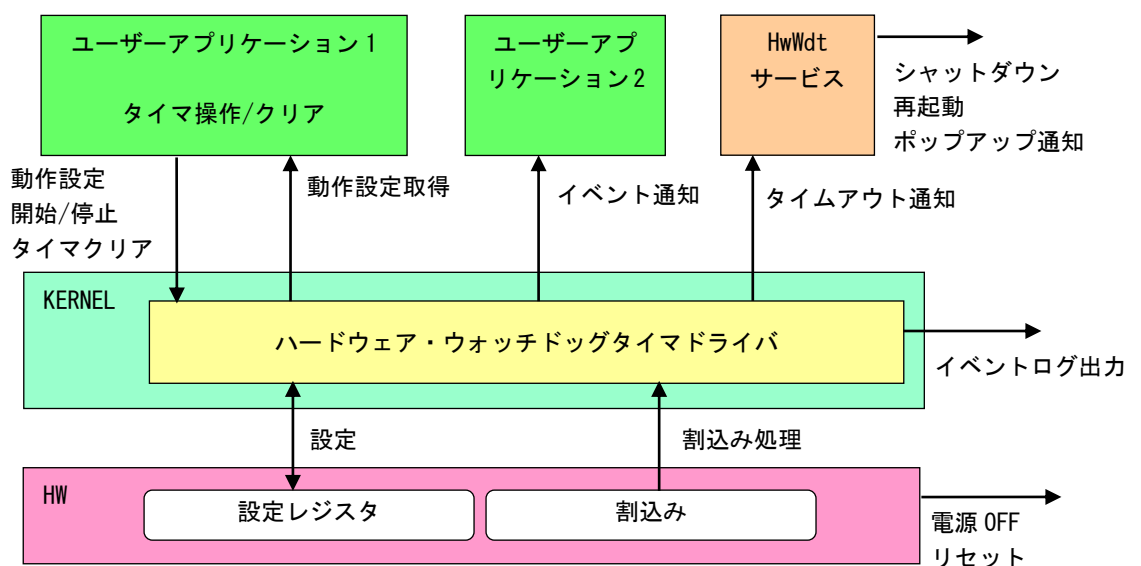 ユーザーアプリケーション1
タイマ操作/クリア
ユーザーアプ
リケーション2
HwWdt
サービス
シャットダウン
再起動
ポップアップ通知
動作設定
開始/停止
タイマクリア
動作設定取得
イベント通知
タイムアウト通知
KERNEL
ハードウェア・ウォッチドッグタイマドライバ
イベントログ出力
設定
割込み処理
HW
設定レジスタ
割込み
電源 OFF
リセット